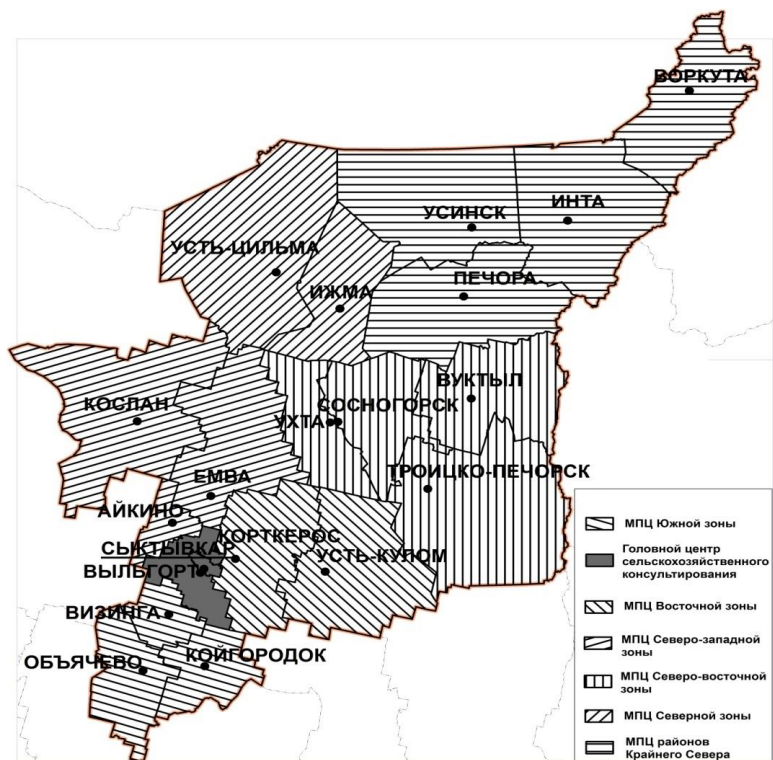 ВОРКУТА
ИНТА
УСИНСК
УСТЬ-ЦИЛЬМА
ПЕЧОРА
ИЖМА
ВУКТЫЛ
КОСЛАН
СОСНОГОРСК
УХТА
ТРОИЦКО-ПЕЧОРСК
ЕМВА
АЙКИНО
КОРТКЕРОС
СЫКТЫВКАР
УСТЬ-КУЛОМ
ВЫЛЬГОРТ
ВИЗИНГА
КОЙГОРОДОК
ОБЪЯЧЕВО
МПЦ Южной зоны
Головной центр
сельскохозяйственного
консультирования
МПЦ Восточной зоны
МПЦ Северо-западной
зоны
МПЦ Северо-восточной
зоны
МПЦ Северной зоны
МПЦ районов
Крайнего Севера